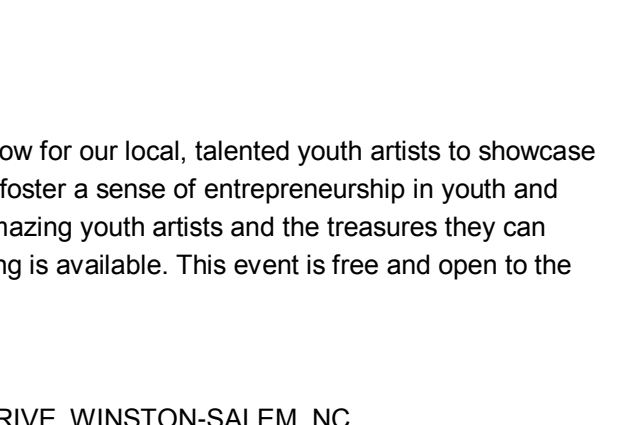 ow for our local, talented youth artists to showcase
foster a sense of entrepreneurship in youth and
mazing youth artists and the treasures they can
ng is available. This event is free and open to the
RIVE, WINSTON-SALEM, NC